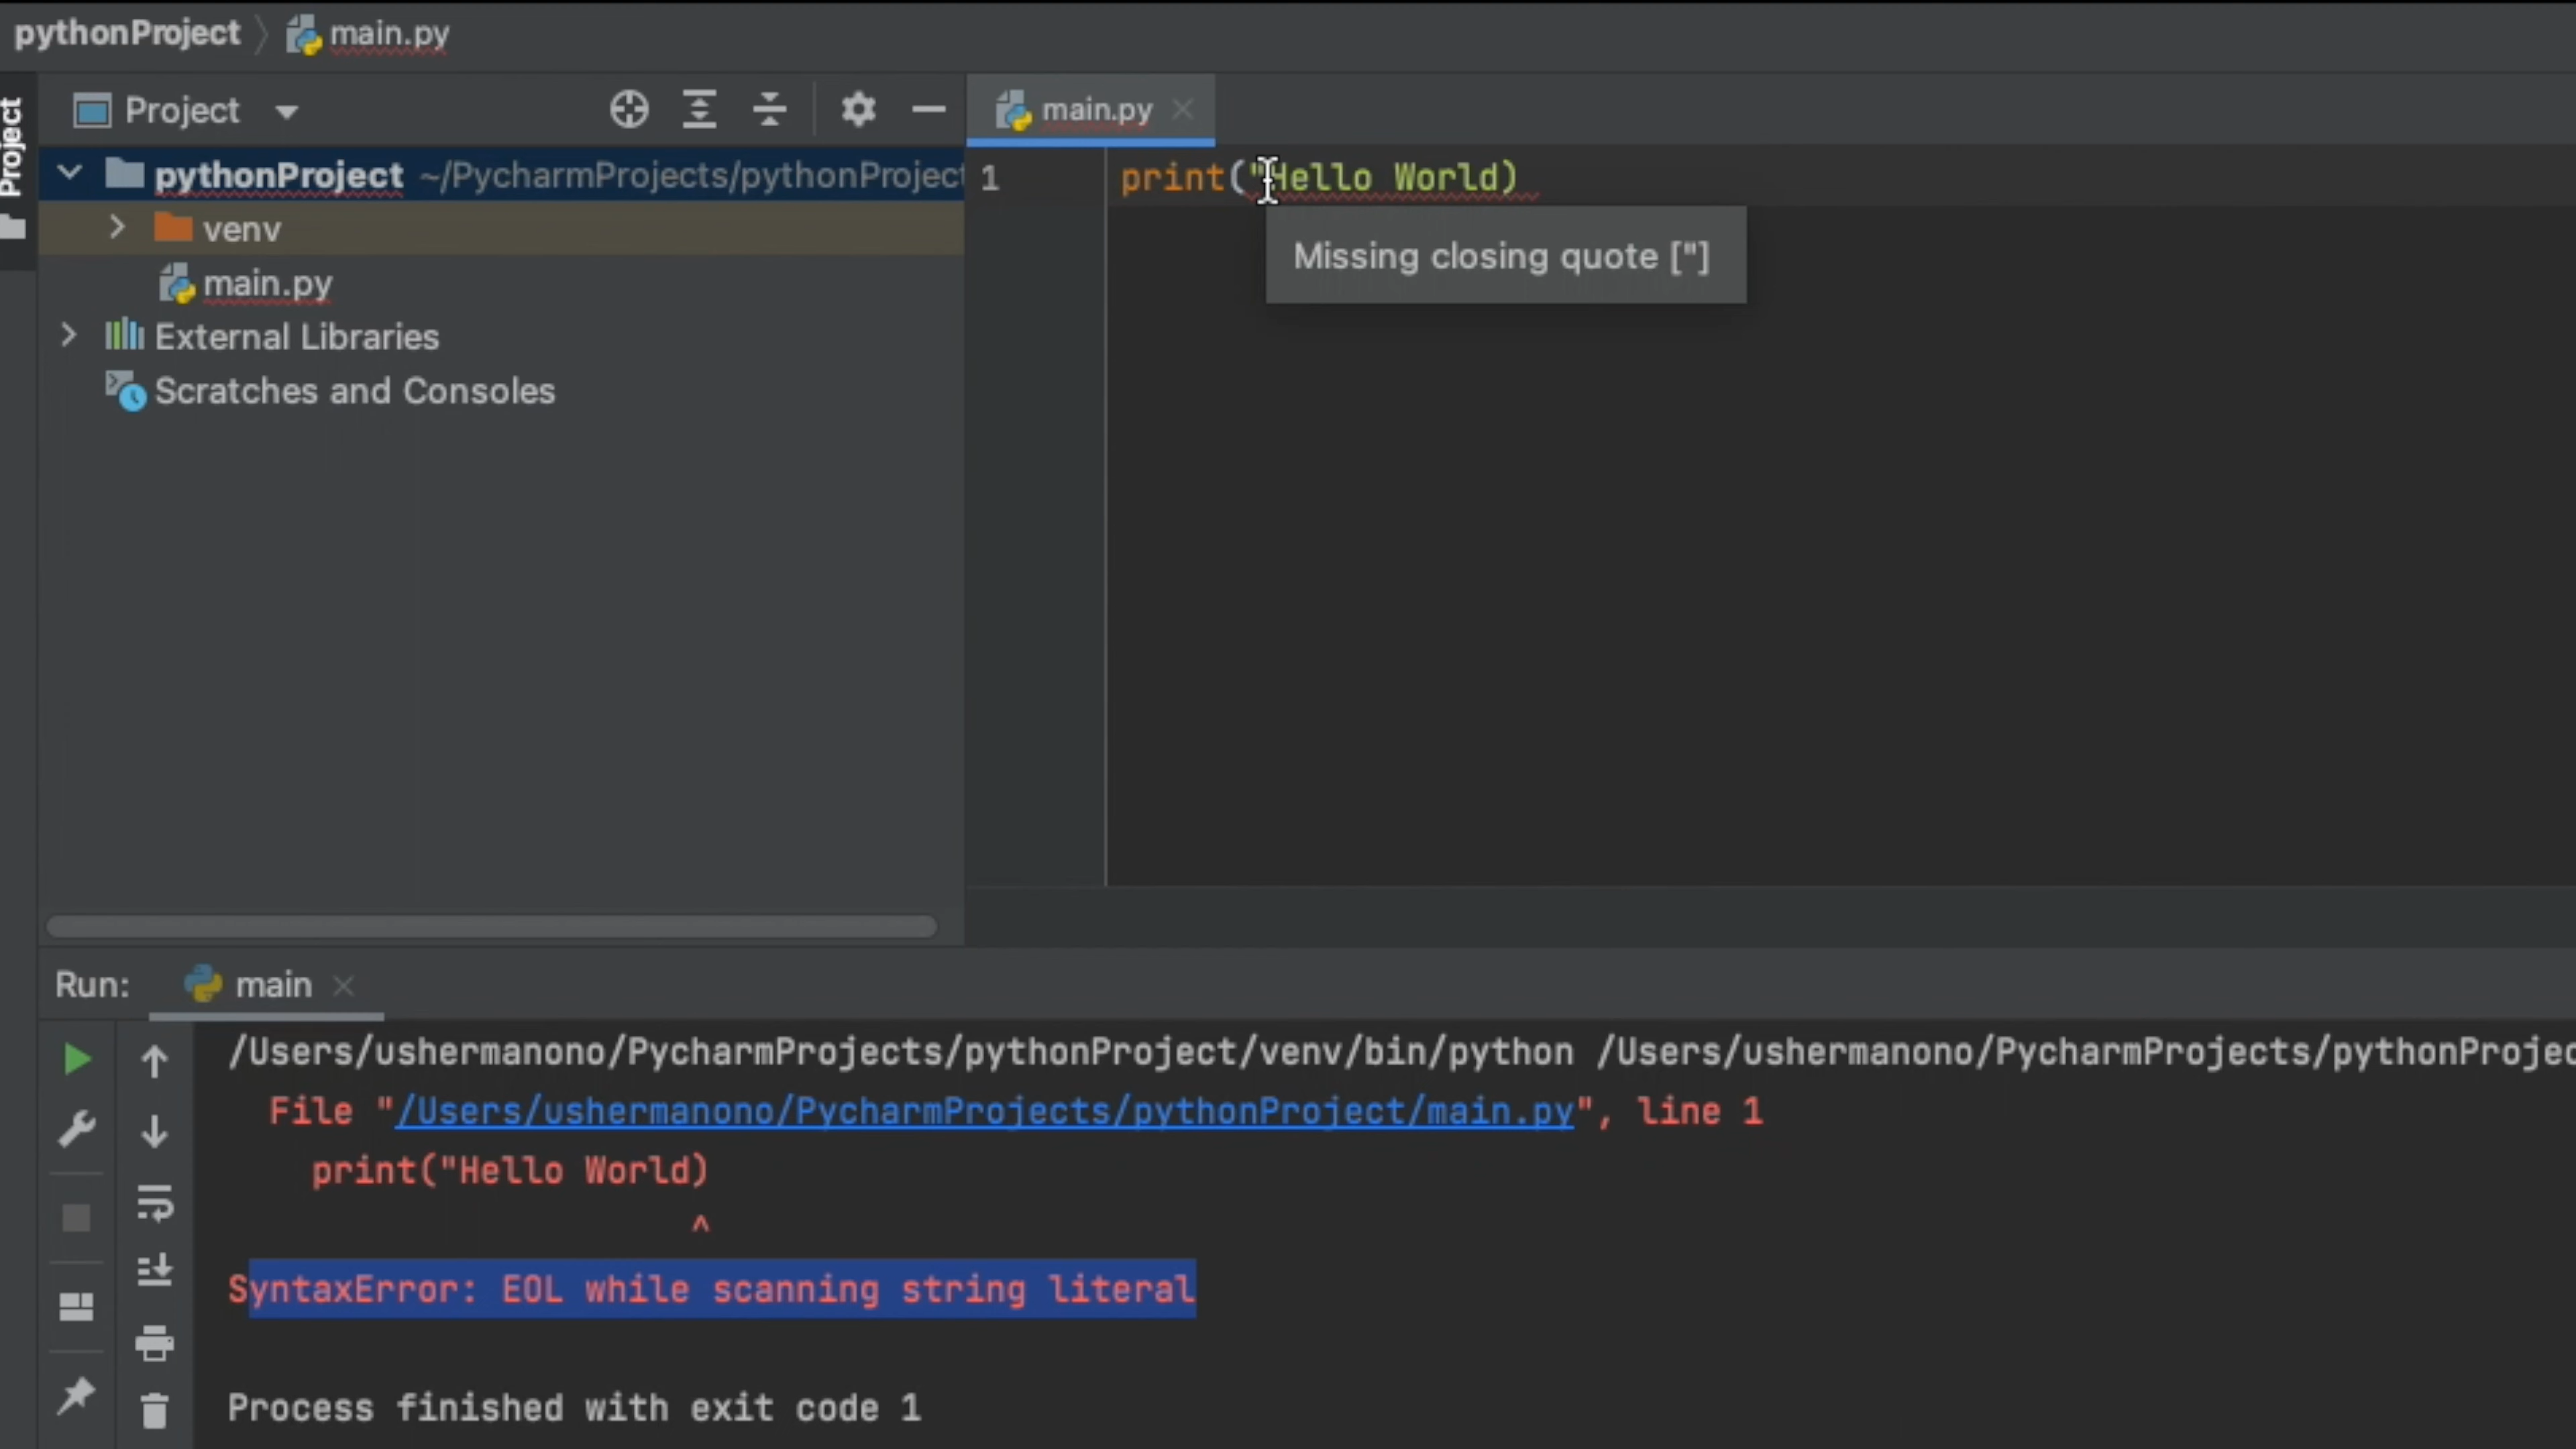 pythonProject main.py
Project
Project
main.py
pythonProject ~/PycharmProjects/pythonProject
venv
main.py
External Libraries
Scratches and Consoles
1 print("Hello World)
Missing closing quote ["]
Run: main
/Users/ushermanono/PycharmProjects/pythonProject/venv/bin/python /Users/ushermanono/PycharmProjects/pythonProjec
File "/Users/ushermanono/PycharmProjects/pythonProject/main.py", line 1
print("Hello World)
^
SyntaxError: EOL while scanning string literal
Process finished with exit code 1